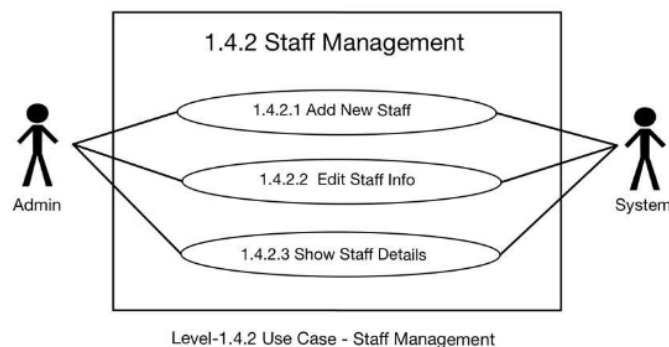 1.4.2 Staff Management
1.4.2.1 Add New Staff
1.4.2.2 Edit Staff Info
Admin
System
1.4.2.3 Show Staff Details
Level-1.4.2 Use Case - Staff Management